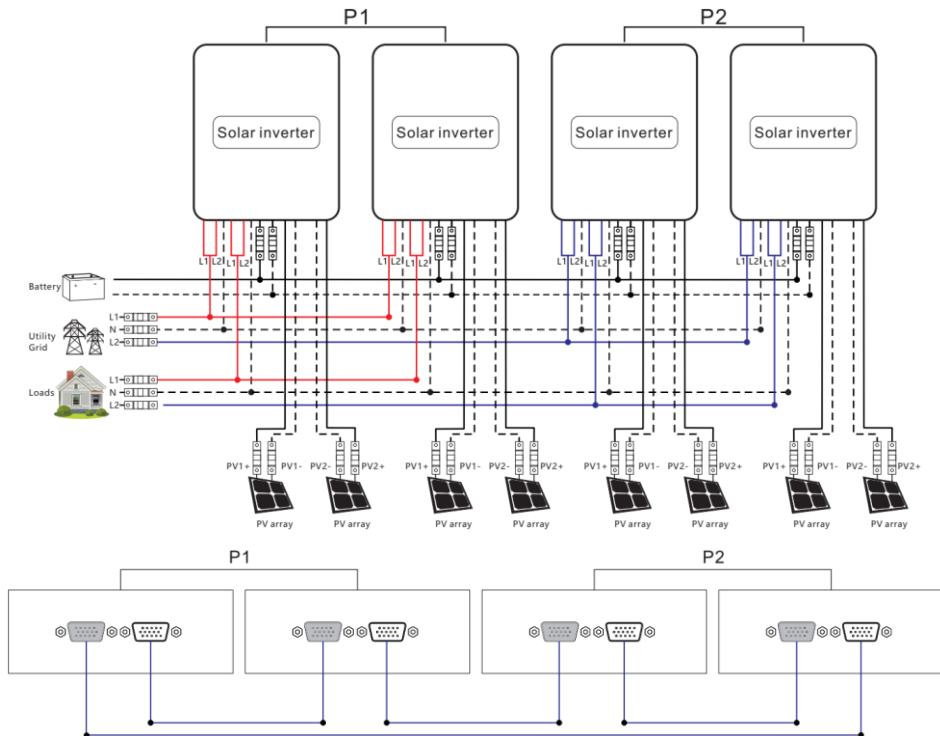 P1 P2
Solar inverter Solar inverter Solar inverter Solar inverter
L1 L2 L1 L2 L1 L2 L1 L2 L1 L2 L1 L2 L1 L2 L1 L2
Battery
L1
Utility
Grid
N
L2
L1
Loads
N
L2
PV1+ PV1- PV2- PV2+ PV1+ PV1- PV2- PV2+ PV1+ PV1- PV2- PV2+ PV1+ PV1- PV2- PV2+
PV array PV array PV array PV array PV array PV array PV array PV array
P1 P2